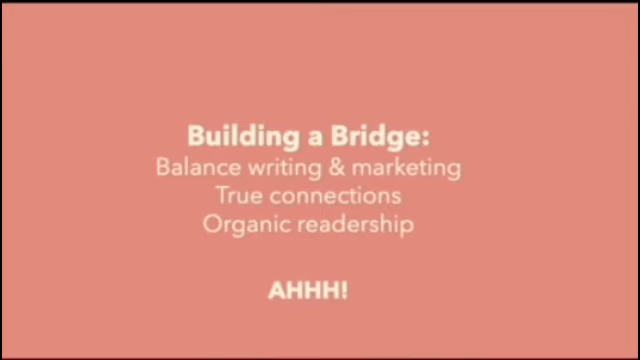 Building a Bridge:
Balance writing & marketing
True connections
Organic readership
AHHH!